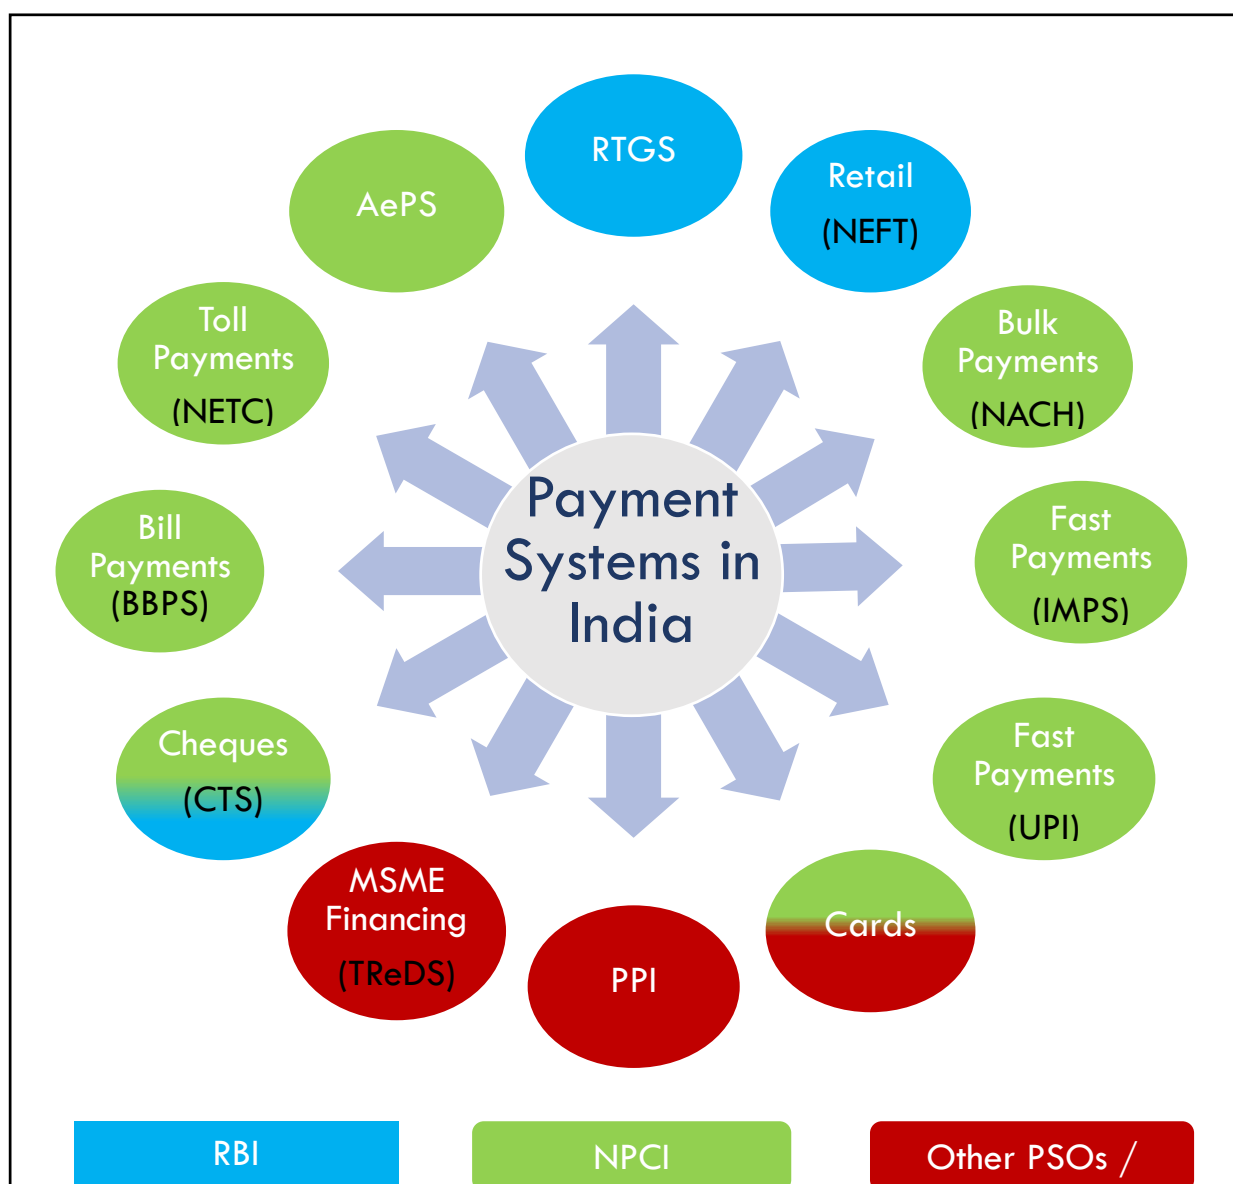 RTGS
Retail
(NEFT)
Bulk
Payments
(NACH)
Fast
Payments
(IMPS)
Fast
Payments
(UPI)
Cards
PPI
MSME
Financing
(TReDS)
Cheques
(CTS)
Bill
Payments
(BBPS)
Toll
Payments
(NETC)
AePS
Payment
Systems in
India
RBI
NPCI
Other PSOs /